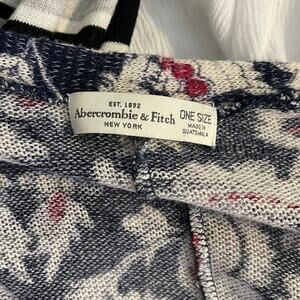 EST. 1892
Abercrombie & Fitch
NEW YORK
ONE SIZE
MADE IN
GUATEMALA